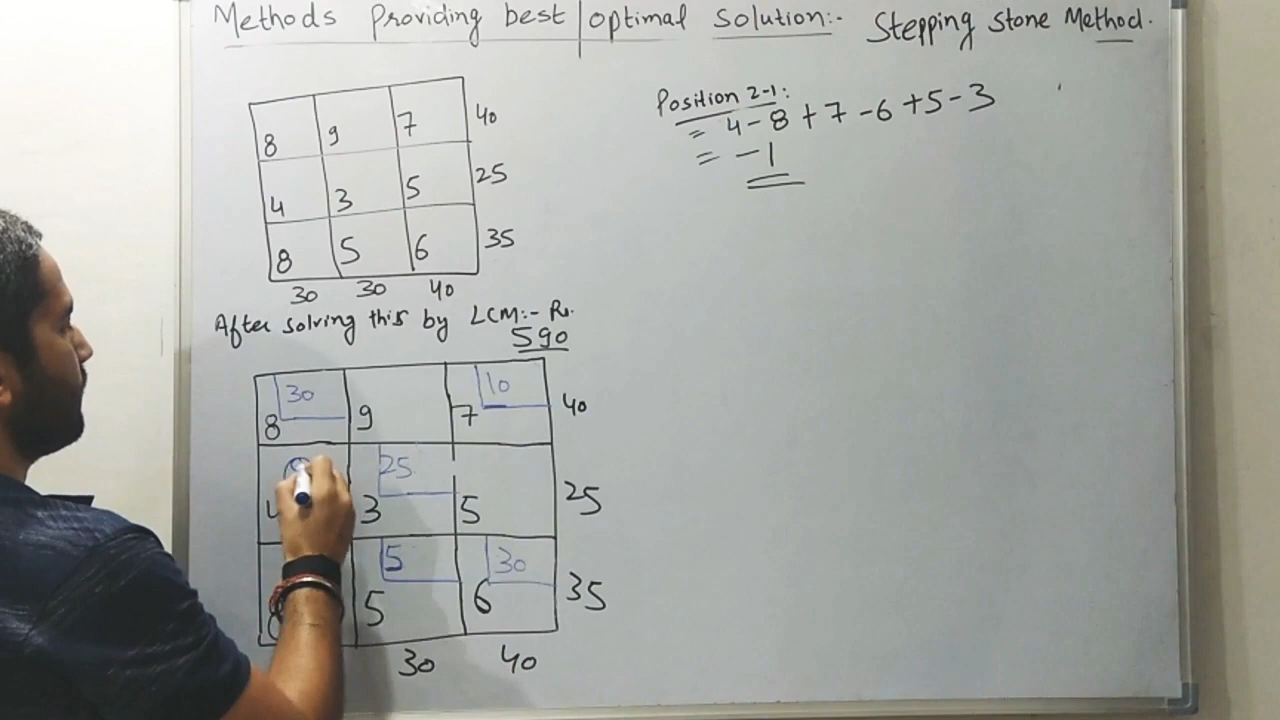 Methods Providing best/optimal solution:- Stepping Stone Method.
8 9 7 40
4 3 5 25
8 5 6 35
30 30 40
After solving this by LCM:- Rs.
590
30 10
8 9 7 40
25
3 5 25
5 30
5 6 35
30 40
Position 2-1:
= 4-8+7-6+5-3
= -1